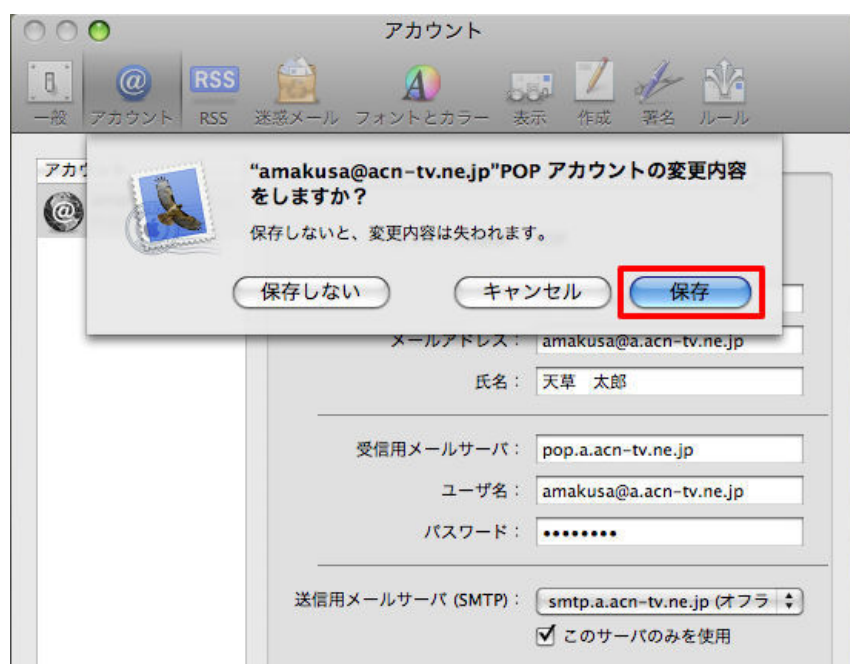 アカウント
一般
アカウント
RSS
RSS
迷惑メール
フォントとカラー
表示
作成
署名
ルール
アカウ
"amakusa@acn-tv.ne.jp"POP アカウントの変更内容
をしますか？
保存しないと、変更内容は失われます。
保存しない
キャンセル
保存
メールアドレス：
amakusa@a.acn-tv.ne.jp
氏名：
天草　太郎
受信用メールサーバ：
pop.a.acn-tv.ne.jp
ユーザ名：
amakusa@a.acn-tv.ne.jp
パスワード：
••••••••
送信用メールサーバ (SMTP)：
smtp.a.acn-tv.ne.jp (オフラ
このサーバのみを使用